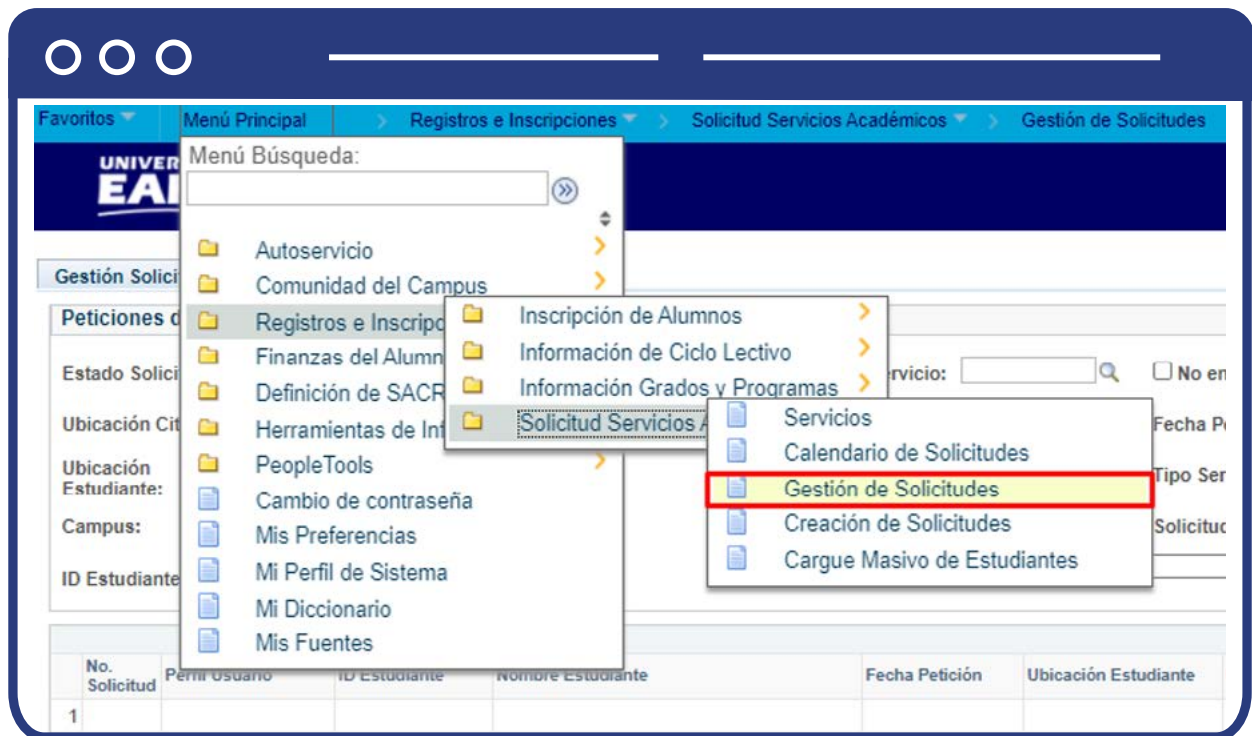 Favoritos Menú Principal Registros e Inscripciones Solicitud Servicios Académicos Gestión de Solicitudes
UNIVER
Menú Búsqueda:
Autoservicio
Comunidad del Campus
Registros e Inscripc
Finanzas del Alumn
Definición de SACR
Herramientas de Inf
PeopleTools
Cambio de contraseña
Mis Preferencias
Mi Perfil de Sistema
Mi Diccionario
Mis Fuentes
Inscripción de Alumnos
Información de Ciclo Lectivo
Información Grados y Programas
Solicitud Servicios A
Servicios
Calendario de Solicitudes
Gestión de Solicitudes
Creación de Solicitudes
Cargue Masivo de Estudiantes
Gestión Solici
Peticiones d
Estado Solici
rvicio: No en
Ubicación Cit
Fecha P
Ubicación
Estudiante:
Tipo Ser
Campus:
Solicitud
ID Estudiante
No.
Solicitud Perfil Usuario ID Estudiante Nombre Estudiante Fecha Petición Ubicación Estudiante
1